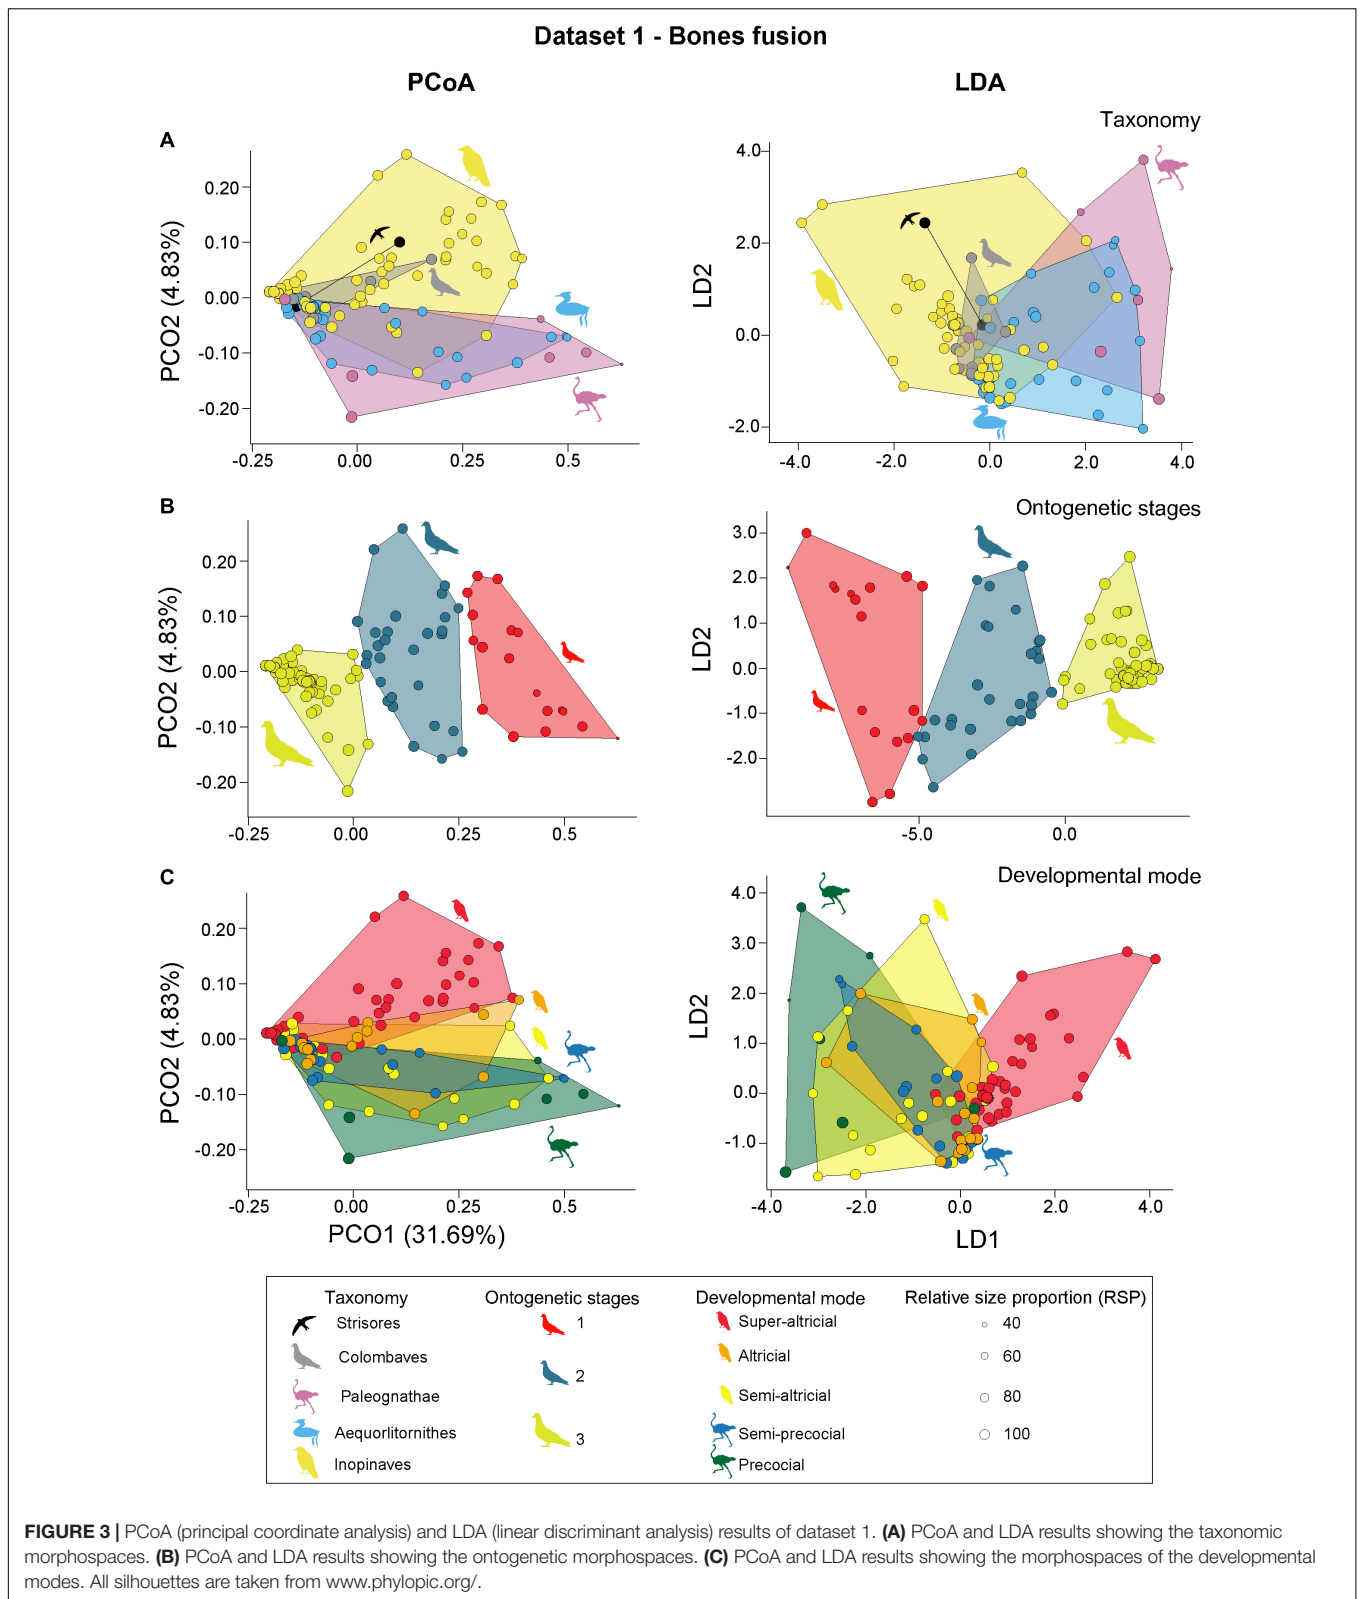 Dataset 1 - Bones fusion
PCoA
LDA
A
Taxonomy
PCO2 (4.83%)
0.20
0.10
0.00
-0.10
-0.20
-0.25
0.00
0.25
0.5
LD2
4.0
2.0
0.0
-2.0
-4.0
-2.0
0.0
2.0
4.0
B
Ontogenetic stages
PCO2 (4.83%)
0.20
0.10
0.00
-0.10
-0.20
-0.25
0.00
0.25
0.5
LD2
3.0
2.0
1.0
0.0
-1.0
-2.0
-5.0
0.0
C
Developmental mode
PCO2 (4.83%)
0.20
0.10
0.00
-0.10
-0.20
-0.25
0.00
0.25
0.5
PCO1 (31.69%)
LD2
4.0
3.0
2.0
1.0
0.0
-1.0
-4.0
-2.0
0.0
2.0
4.0
LD1
Taxonomy
Strisores
Colombaves
Paleognathae
Aequorlitornithes
Inopinaves
Ontogenetic stages
1
2
3
Developmental mode
Super-altricial
Altricial
Semi-altricial
Semi-precocial
Precocial
Relative size proportion (RSP)
40
60
80
100
FIGURE 3 | PCoA (principal coordinate analysis) and LDA (linear discriminant analysis) results of dataset 1. (A) PCoA and LDA results showing the taxonomic
morphospaces. (B) PCoA and LDA results showing the ontogenetic morphospaces. (C) PCoA and LDA results showing the morphospaces of the developmental
modes. All silhouettes are taken from www.phylopic.org/.